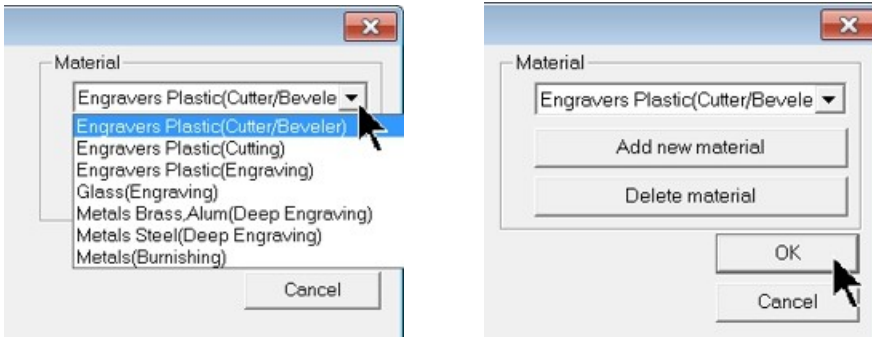 Material
Engravers Plastic(Cutter/Bevele
Engravers Plastic(Cutter/Beveler)
Engravers Plastic(Cutting)
Engravers Plastic(Engraving)
Glass(Engraving)
Metals Brass,Alum(Deep Engraving)
Metals Steel(Deep Engraving)
Metals(Burnishing)
Cancel
Material
Engravers Plastic(Cutter/Bevele
Add new material
Delete material
OK
Cancel